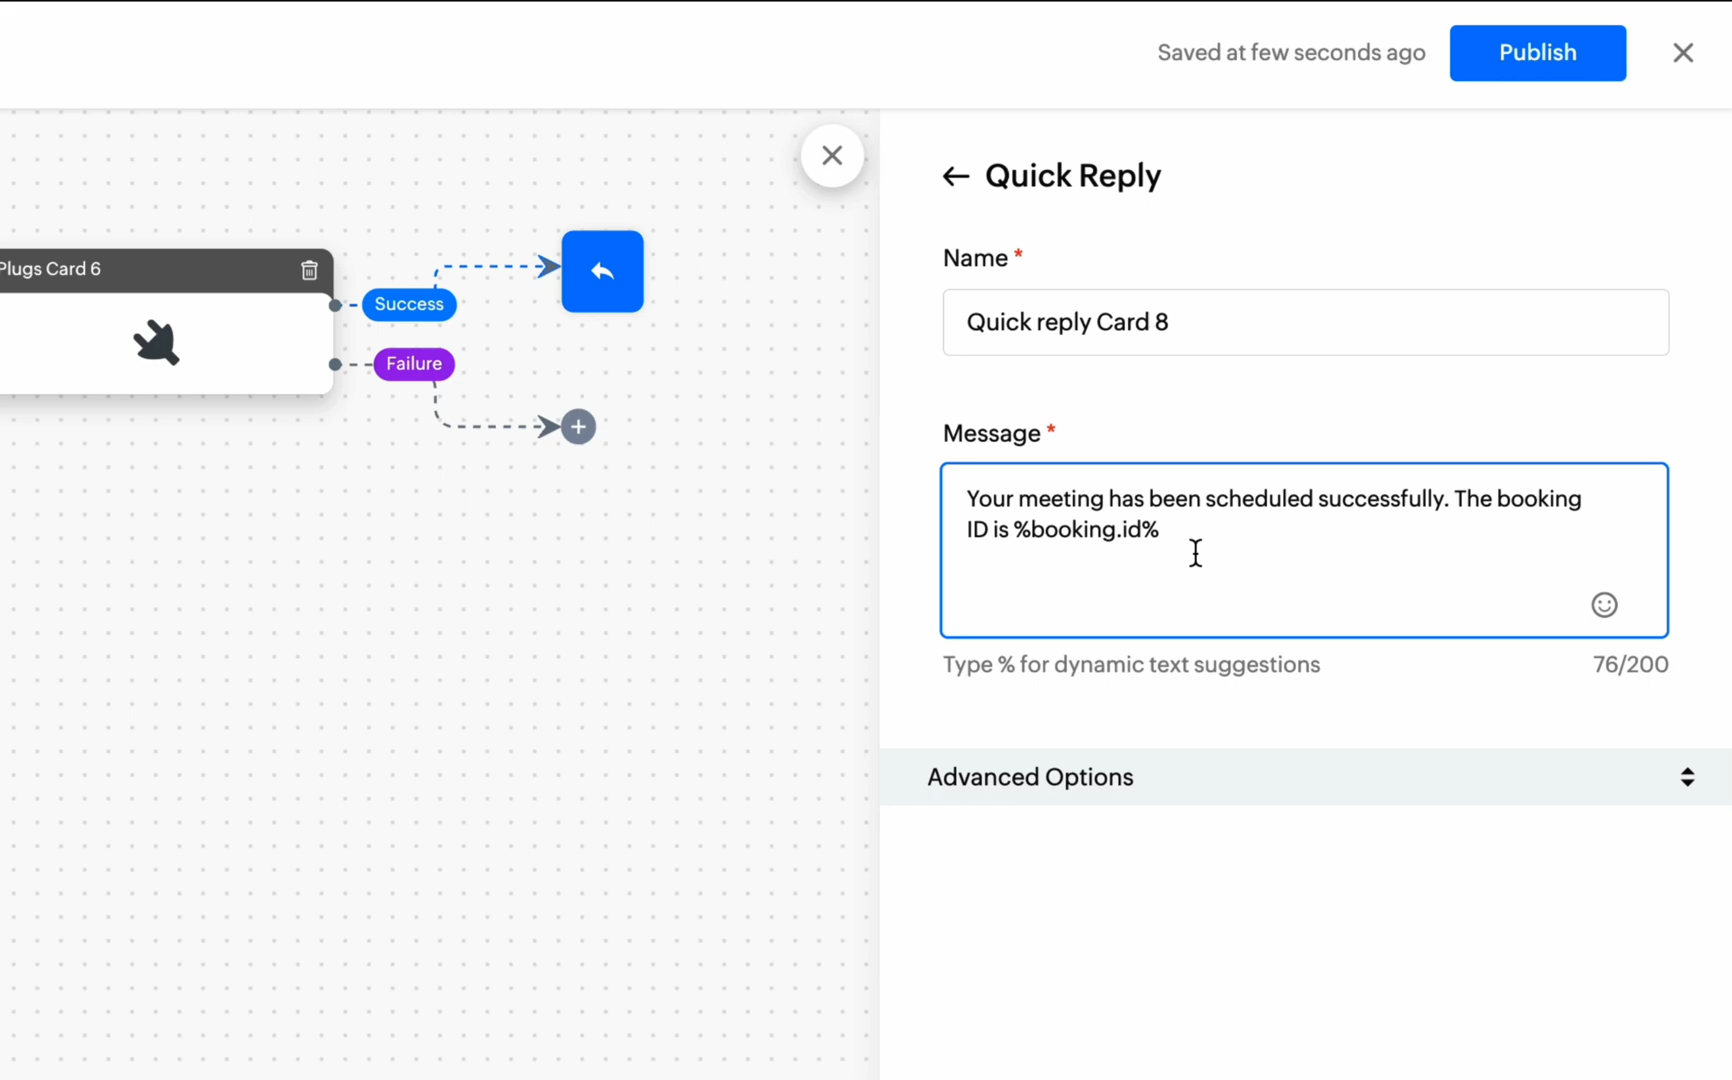 Saved at few seconds ago
Publish
Quick Reply
Name *
Quick reply Card 8
Message *
Your meeting has been scheduled successfully. The booking
ID is %booking.id%
Type % for dynamic text suggestions
76/200
Advanced Options
Plugs Card 6
Success
Failure